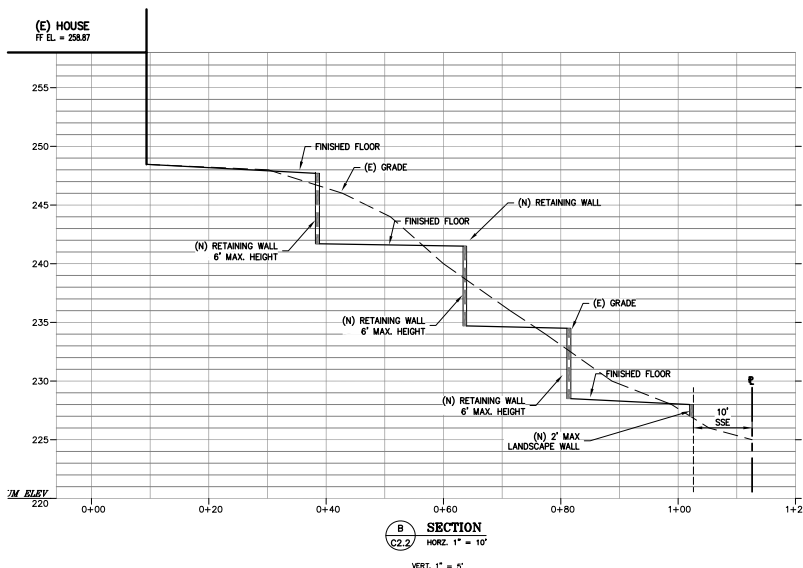 (E) HOUSE
FF EL. = 258.87
255
FINISHED FLOOR
250
(E) GRADE
(N) RETAINING WALL
245
FINISHED FLOOR
(N) RETAINING WALL
6' MAX. HEIGHT
240
(E) GRADE
235
(N) RETAINING WALL
6' MAX. HEIGHT
FINISHED FLOOR
230
(N) RETAINING WALL
6' MAX. HEIGHT
10'
SSE
(N) 2' MAX
LANDSCAPE WALL
225
UM ELEV
220
0+00
0+20
0+40
0+60
0+80
1+00
1+2
B
C2.2
SECTION
HORZ. 1" = 10'
VERT. 1" = 5'